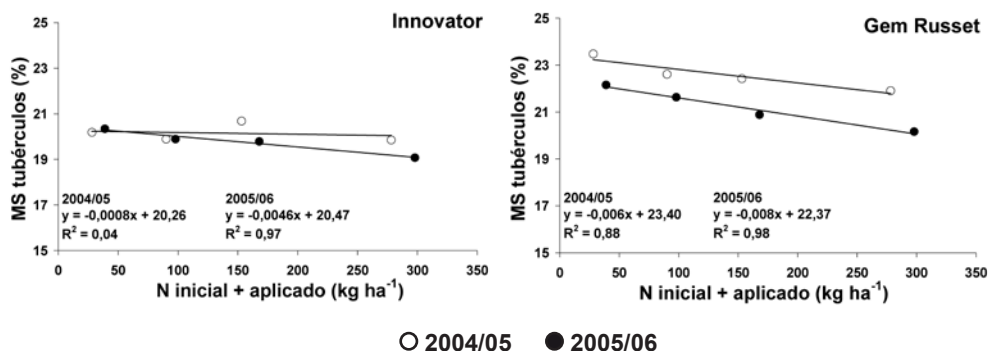 Innovator
25
23
21
19
17
15
MS tubérculos (%)
2004/05
y = -0,0008x + 20,26
R² = 0,04
2005/06
y = -0,0046x + 20,47
R² = 0,97
0 50 100 150 200 250 300 350
N inicial + aplicado (kg ha⁻¹)
Gem Russet
25
23
21
19
17
15
MS tubérculos (%)
2004/05
y = -0,006x + 23,40
R² = 0,88
2005/06
y = -0,008x + 22,37
R² = 0,98
0 50 100 150 200 250 300 350
N inicial + aplicado (kg ha⁻¹)
2004/05 2005/06